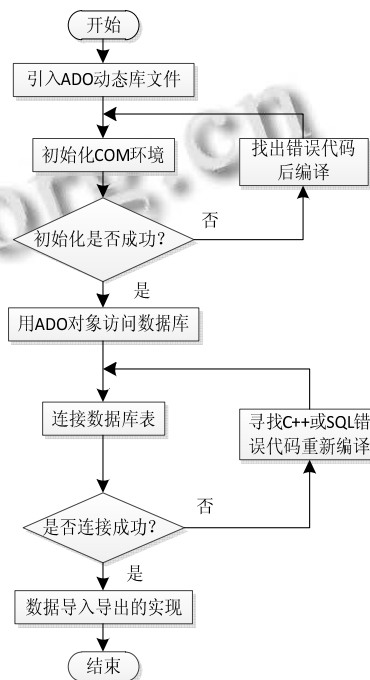 开始
引入ADO动态库文件
初始化COM环境
找出错误代码
后编译
初始化是否成功？
否
是
用ADO对象访问数据库
连接数据库表
寻找C++或SQL错
误代码重新编译
是否连接成功？
否
是
数据导入导出的实现
结束
org.cn